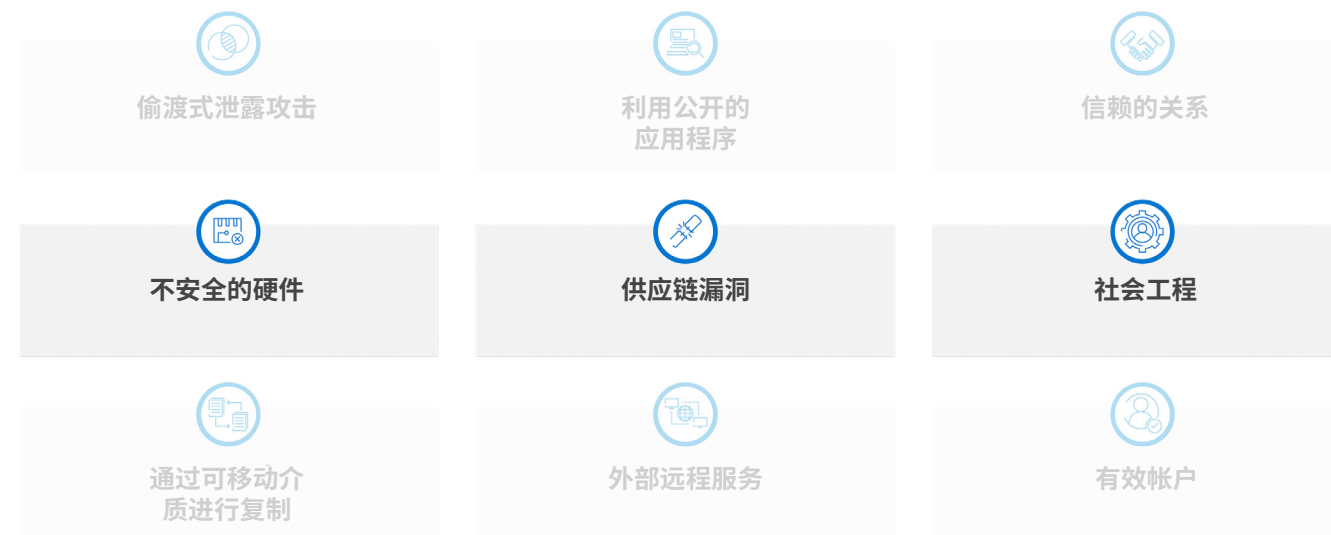 偷渡式泄露攻击
利用公开的
应用程序
信赖的关系
不安全的硬件
供应链漏洞
社会工程
通过可移动介
质进行复制
外部远程服务
有效帐户